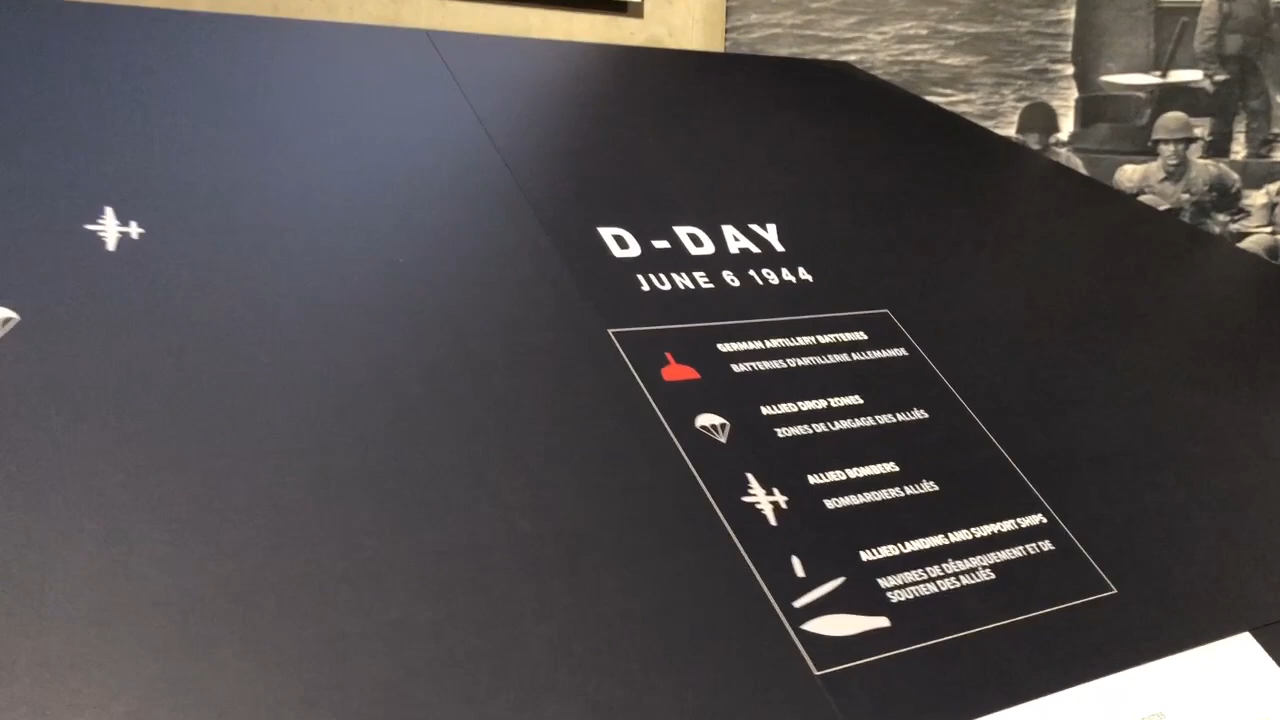 D-DAY
JUNE 6 1944
GERMAN ARTILLERY BATTERIES
BATTERIES D'ARTILLERIE ALLEMANDE
ALLIED DROP ZONES
ZONES DE LARGAGE DES ALLIÉS
ALLIED BOMBERS
BOMBARDIERS ALLIÉS
ALLIED LANDING AND SUPPORT SHIPS
NAVIRES DE DÉBARQUEMENT ET DE
SOUTIEN DES ALLIÉS